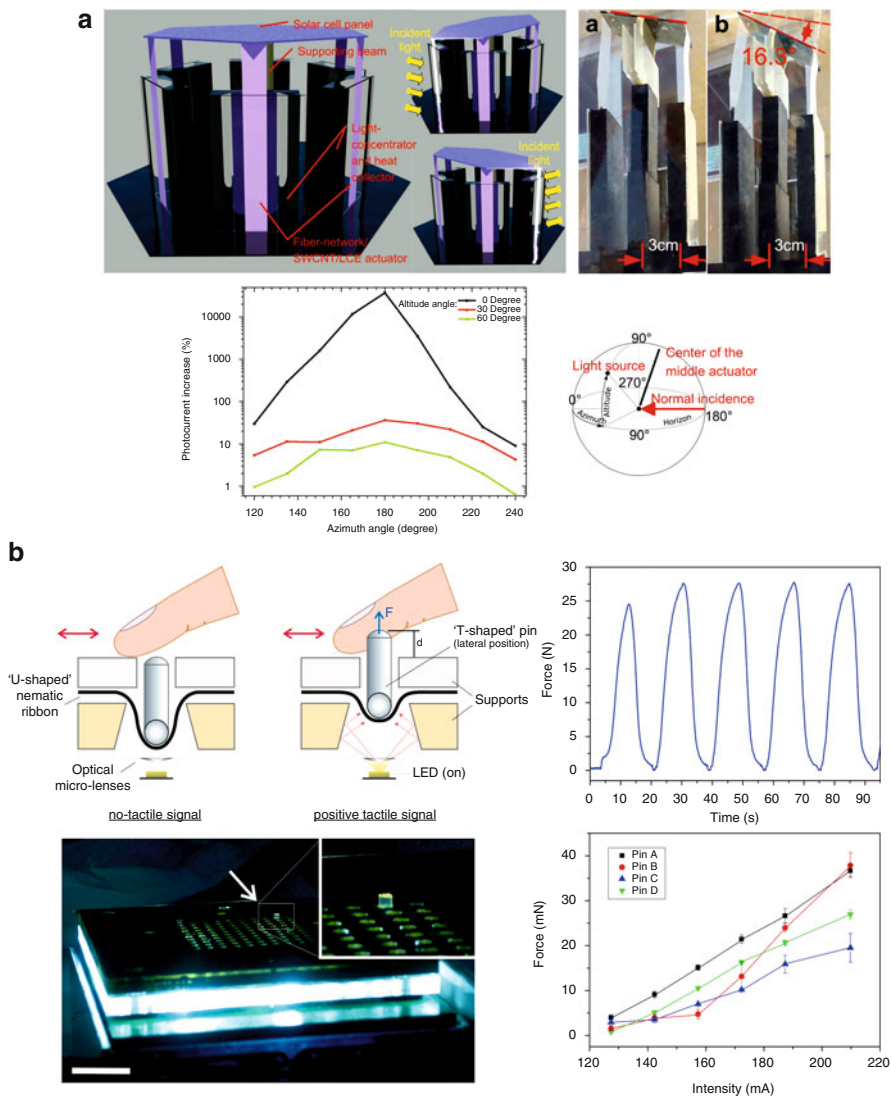 a
Solar cell panel
Supporting beam
Light-
concentrator
and heat
collector
Fiber-network/
SWCNT/LCE actuator
Incident
light
Incident
light
a
3cm
b
16.3°
3cm
Photocurrent increase (%)
10000
1000
100
10
1
Altitude angle:
0 Degree
30 Degree
60 Degree
120 140 160 180 200 220 240
Azimuth angle (degree)
90°
Center of the
middle actuator
Light source
270°
Normal incidence
0°
Altitude
Azimuth
Horizon
180°
90°
b
F
d
'T-shaped' pin
(lateral position)
'U-shaped'
nematic
ribbon
Supports
Optical
micro-lenses
LED (on)
no-tactile signal
positive tactile signal
Force (N)
30
25
20
15
10
5
0
0 10 20 30 40 50 60 70 80 90
Time (s)
Force (mN)
40
30
20
10
0
Pin A
Pin B
Pin C
Pin D
120 140 160 180 200 220
Intensity (mA)